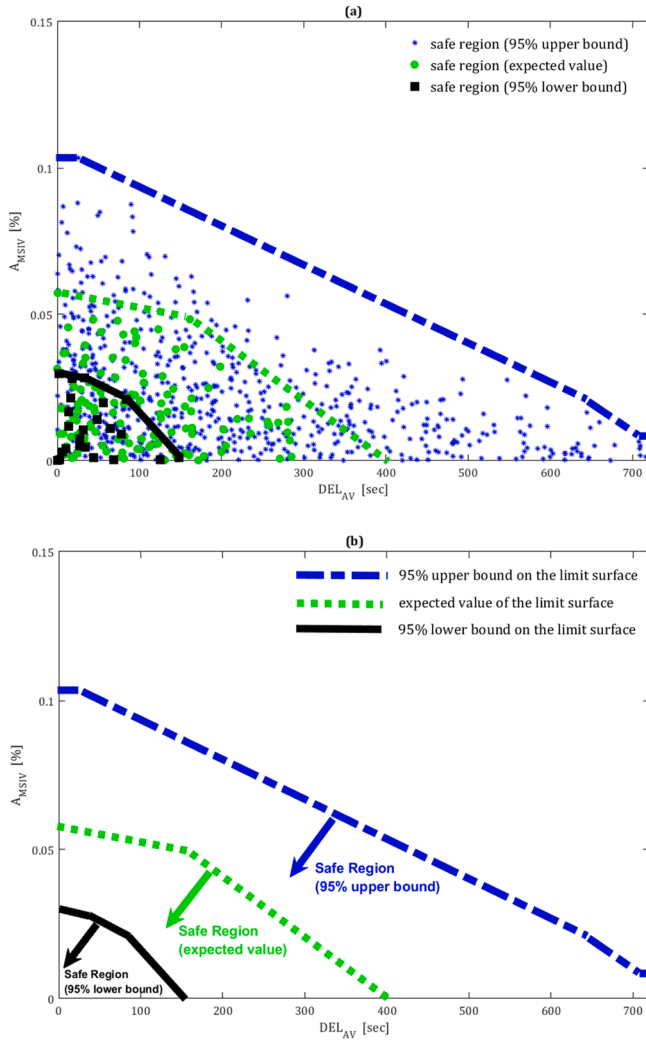 (a)
0.15
safe region (95% upper bound)
safe region (expected value)
safe region (95% lower bound)
0.1
A_MSIV [%]
0.05
0
0 100 200 300 400 500 600 700
DEL_AV [sec]
(b)
0.15
95% upper bound on the limit surface
expected value of the limit surface
95% lower bound on the limit surface
0.1
A_MSIV [%]
0.05
Safe Region
(95% upper bound)
Safe Region
(expected value)
Safe Region
(95% lower bound)
0
0 100 200 300 400 500 600 700
DEL_AV [sec]